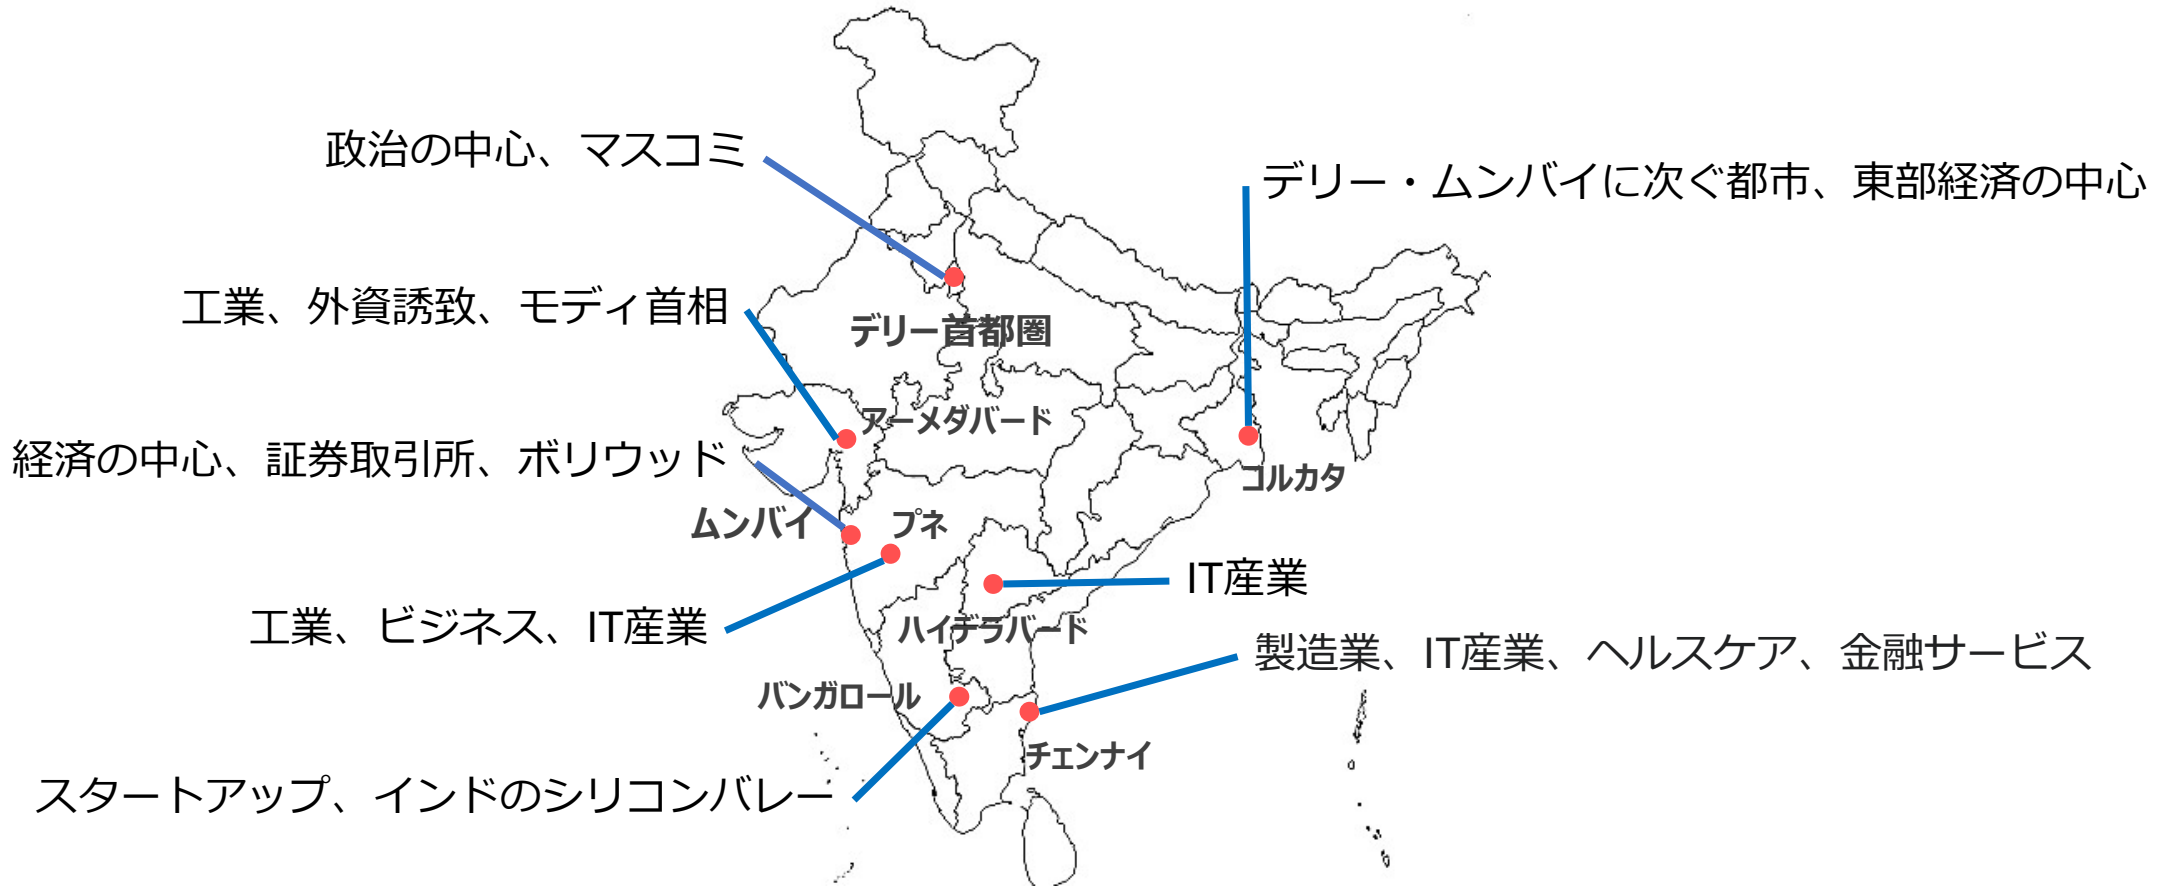 政治の中心、マスコミ
デリー・ムンバイに次ぐ都市、東部経済の中心
工業、外資誘致、モディ首相
デリー首都圏
アーメダバード
経済の中心、証券取引所、ボリウッド
コルカタ
ムンバイ
プネ
IT産業
工業、ビジネス、IT産業
ハイデラバード
製造業、IT産業、ヘルスケア、金融サービス
バンガロール
チェンナイ
スタートアップ、インドのシリコンバレー